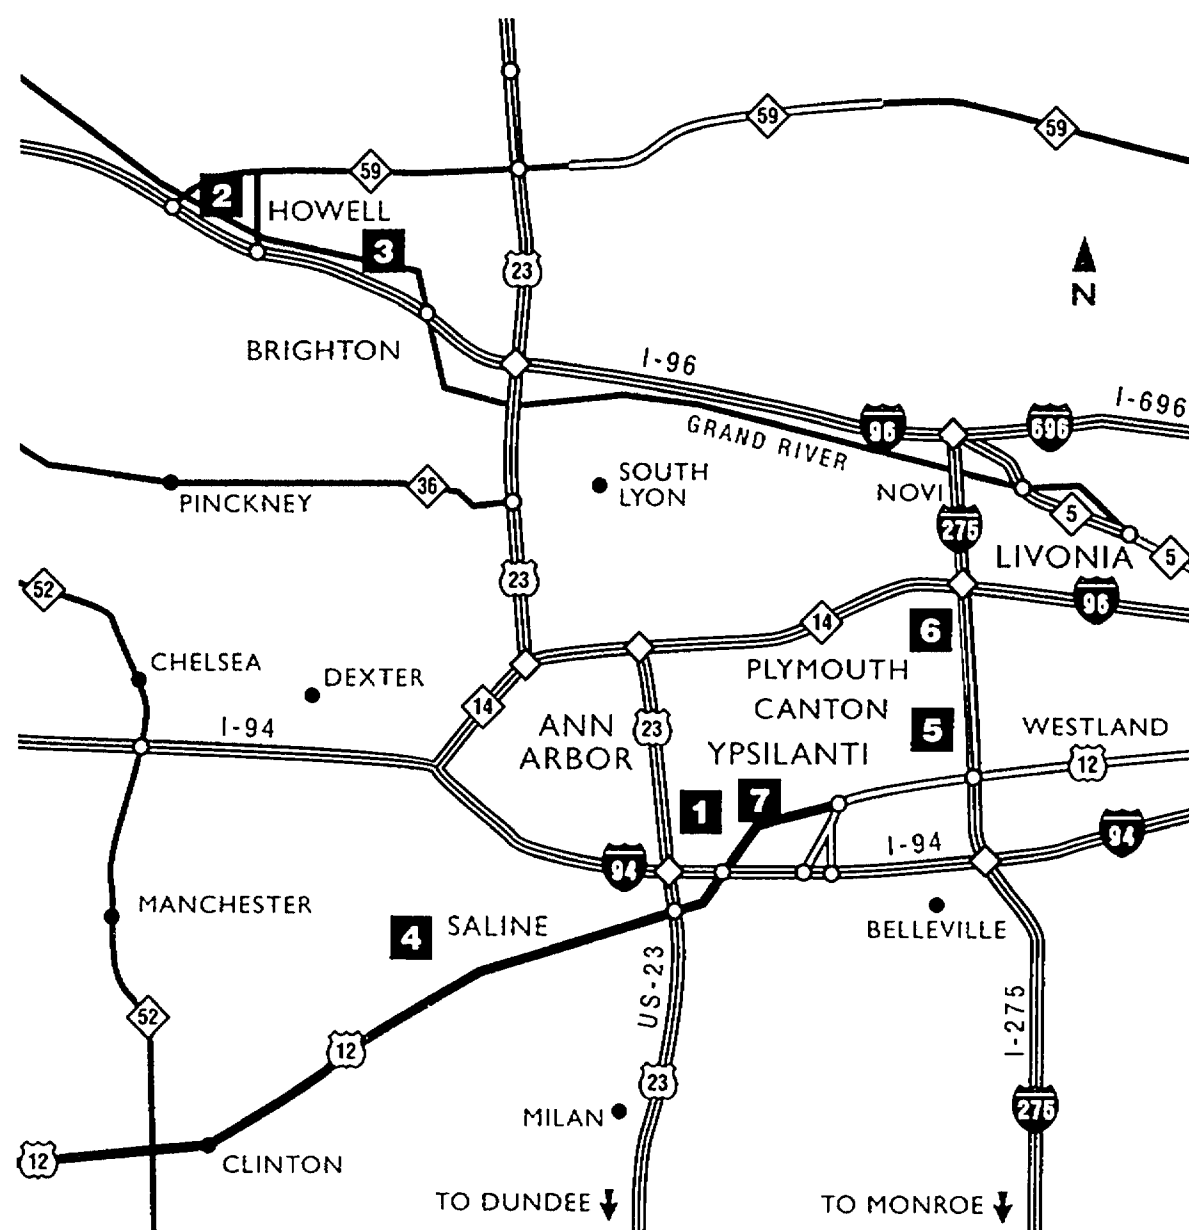 59
59
59
2
HOWELL
3
23
N
BRIGHTON
I-96
I-696
96
696
GRAND RIVER
SOUTH
LYON
36
PINCKNEY
NOVI
5
275
LIVONIA
5
23
52
96
14
6
CHELSEA
DEXTER
PLYMOUTH
CANTON
14
I-94
ANN
ARBOR
23
YPSILANTI
5
WESTLAND
12
1
7
94
I-94
94
MANCHESTER
4
SALINE
BELLEVILLE
US-23
I-275
52
12
23
275
MILAN
12
CLINTON
TO DUNDEE
TO MONROE